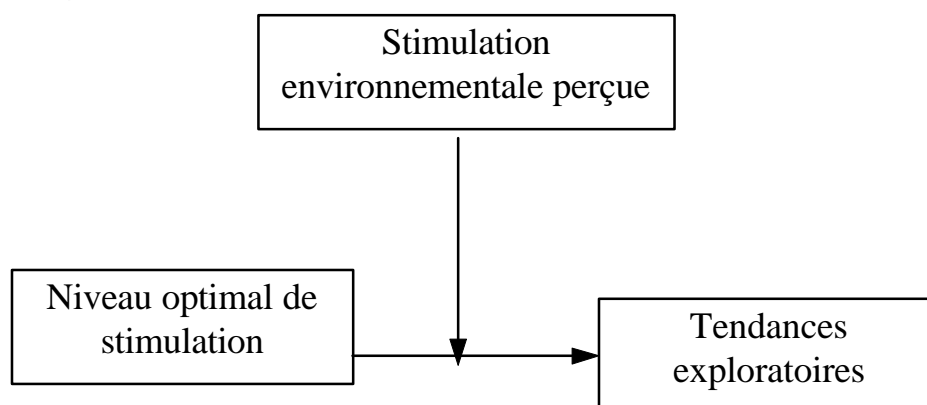 Stimulation
environnementale perçue
Niveau optimal de
stimulation
Tendances
exploratoires